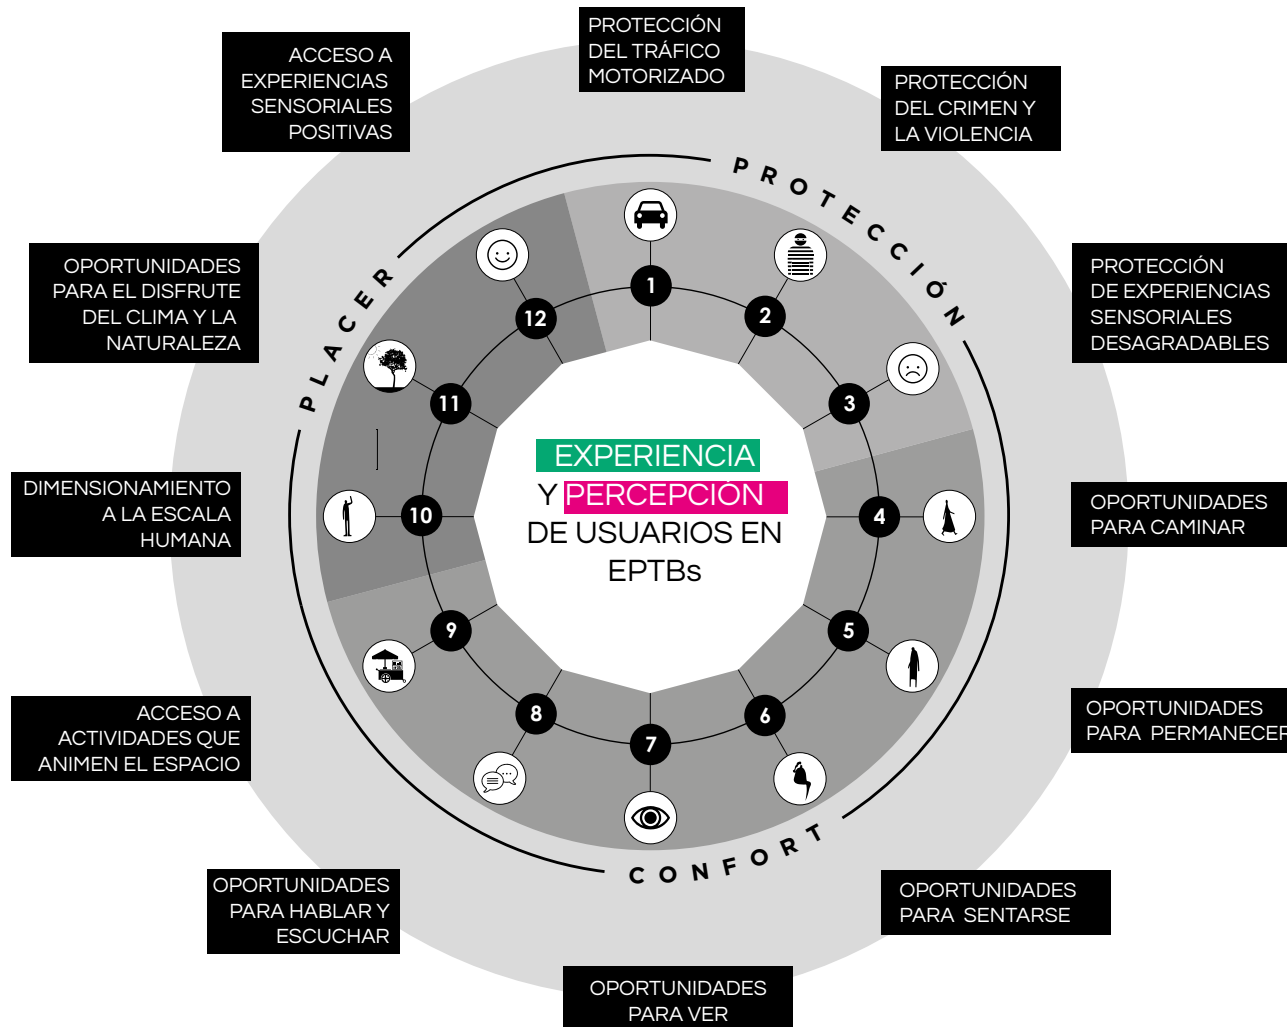 PROTECCIÓN
DEL TRÁFICO
MOTORIZADO
PROTECCIÓN
DEL CRIMEN Y
LA VIOLENCIA
PROTECCIÓN
DE EXPERIENCIAS
SENSORIALES
DESAGRADABLES
OPORTUNIDADES
PARA CAMINAR
OPORTUNIDADES
PARA PERMANECER
OPORTUNIDADES
PARA SENTARSE
OPORTUNIDADES
PARA VER
OPORTUNIDADES
PARA HABLAR Y
ESCUCHAR
ACCESO A
ACTIVIDADES QUE
ANIMEN EL ESPACIO
DIMENSIONAMIENTO
A LA ESCALA
HUMANA
OPORTUNIDADES
PARA EL DISFRUTE
DEL CLIMA Y LA
NATURALEZA
ACCESO A
EXPERIENCIAS
SENSORIALES
POSITIVAS
PROTECCIÓN
CONFORT
PLACER
1
2
3
4
5
6
7
8
9
10
11
12
EXPERIENCIA
Y PERCEPCIÓN
DE USUARIOS EN
EPTBs